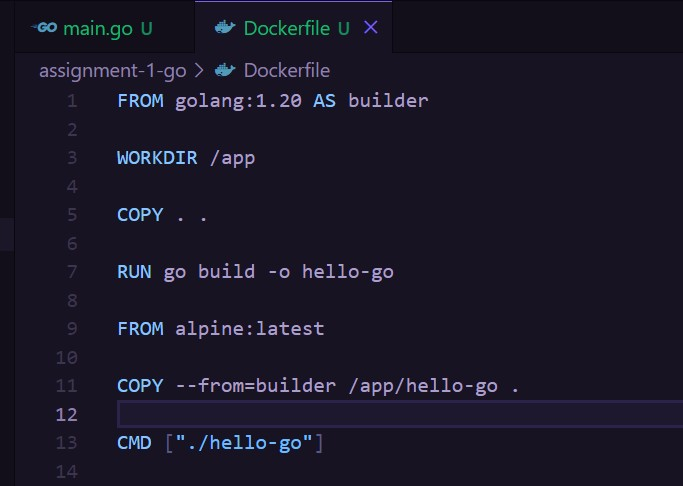 GO main.go U Dockerfile U
assignment-1-go > Dockerfile
1 FROM golang:1.20 AS builder
2
3 WORKDIR /app
4
5 COPY . .
6
7 RUN go build -o hello-go
8
9 FROM alpine:latest
10
11 COPY --from=builder /app/hello-go .
12
13 CMD ["./hello-go"]
14